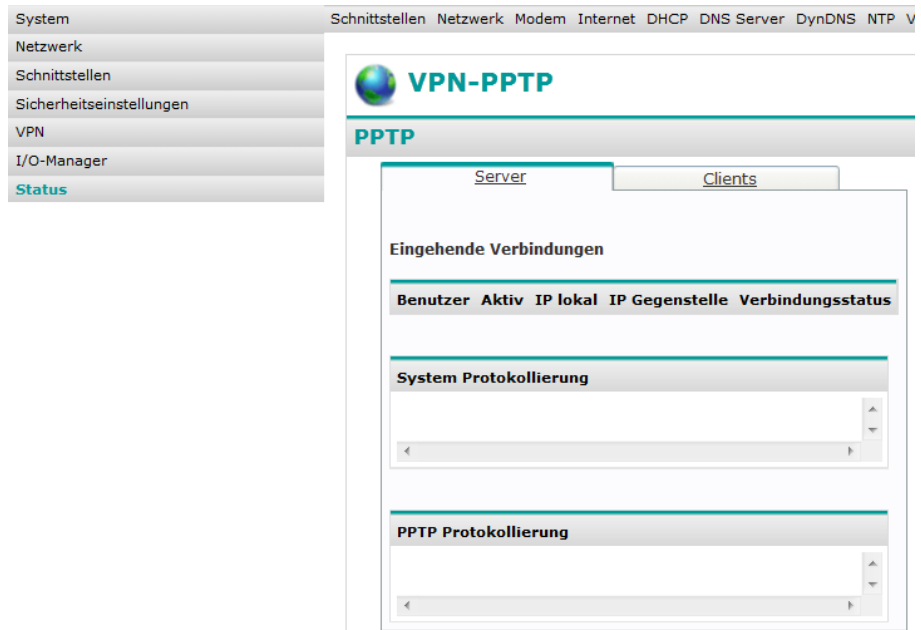 System
Netzwerk
Schnittstellen
Sicherheitseinstellungen
VPN
I/O-Manager
Status
Schnittstellen Netzwerk Modem Internet DHCP DNS Server DynDNS NTP V
VPN-PPTP
PPTP
Server Clients
Eingehende Verbindungen
Benutzer Aktiv IP lokal IP Gegenstelle Verbindungsstatus
System Protokollierung
PPTP Protokollierung